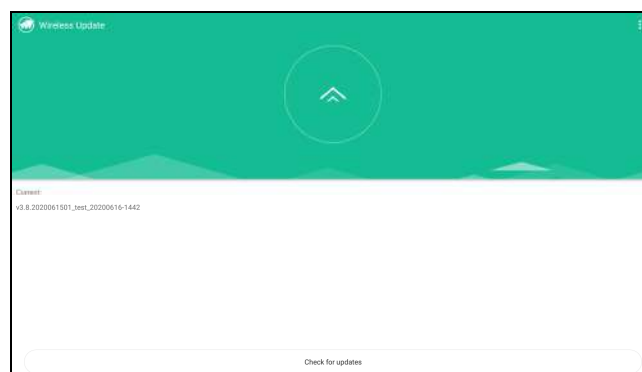 Wireless Update
Current:
v3.8.2020061501_test_20200616-1442
Check for updates